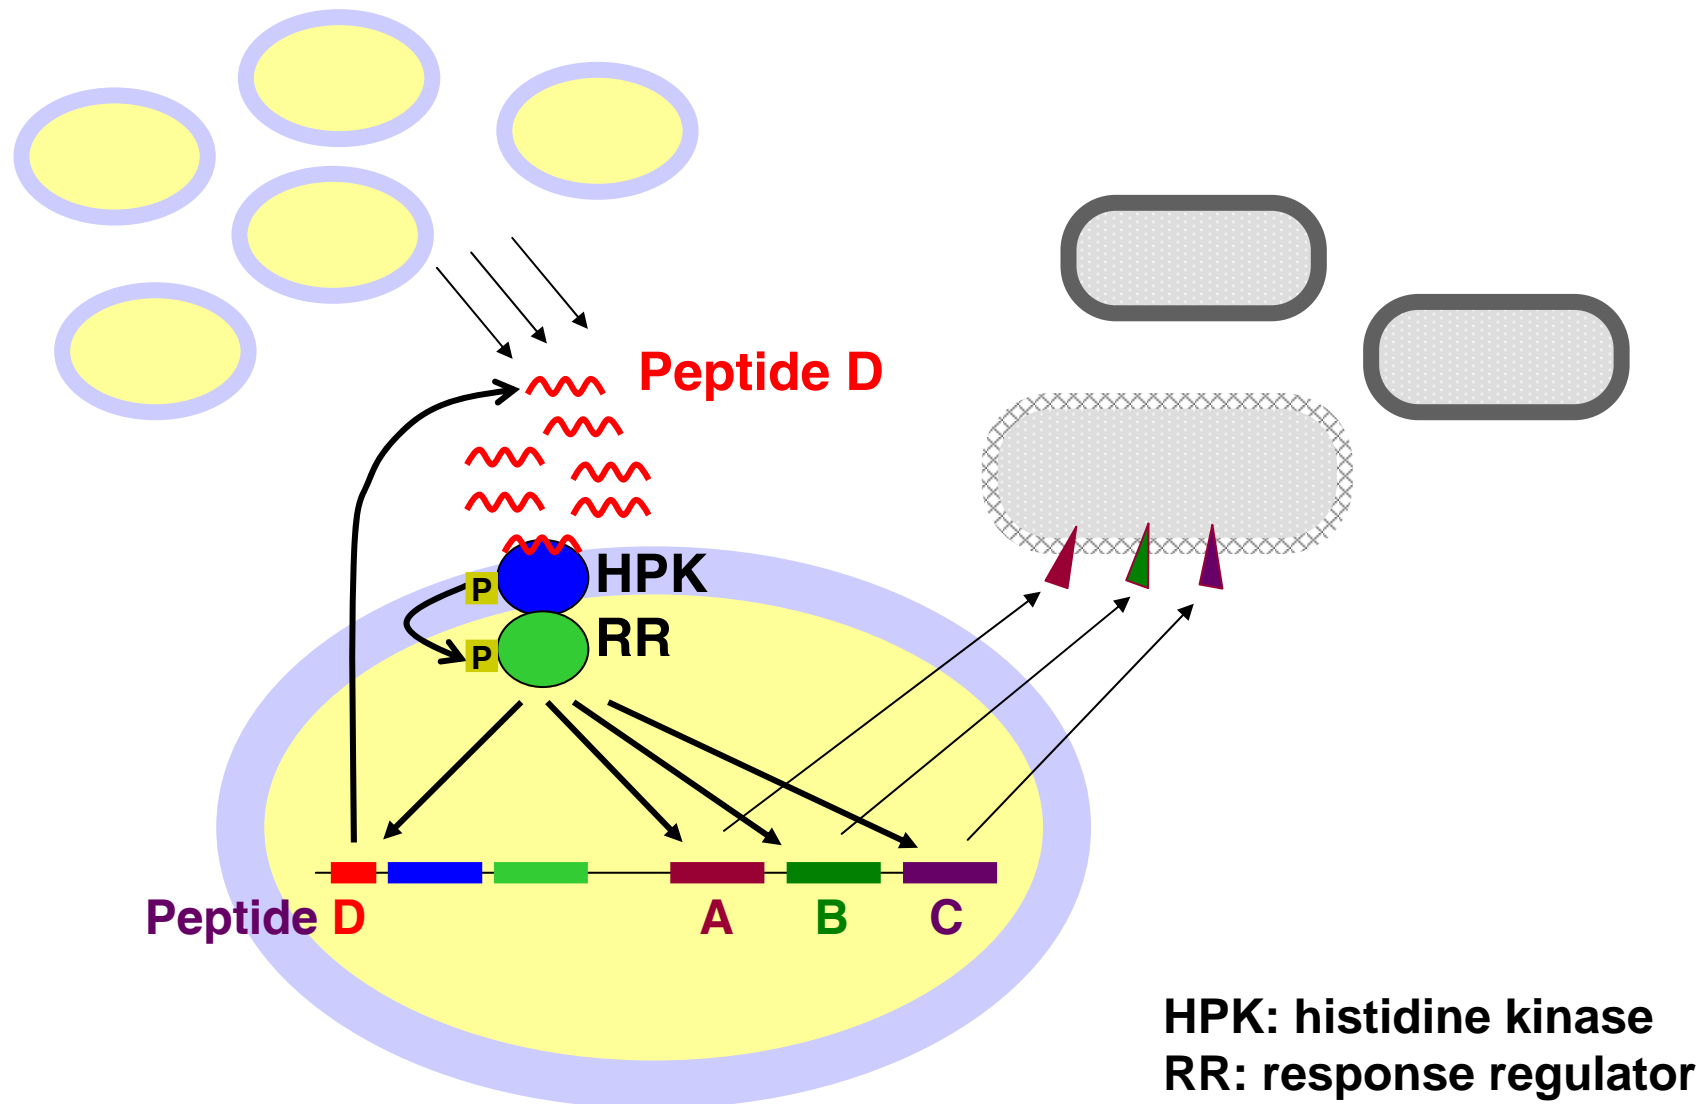 Peptide D
HPK
P
RR
P
Peptide D
A
B
C
HPK: histidine kinase
RR: response regulator